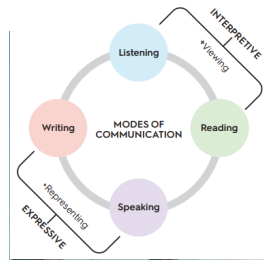 INTERPRETIVE
+Viewing
Listening
Writing
MODES OF
COMMUNICATION
Reading
Speaking
+Representing
EXPRESSIVE